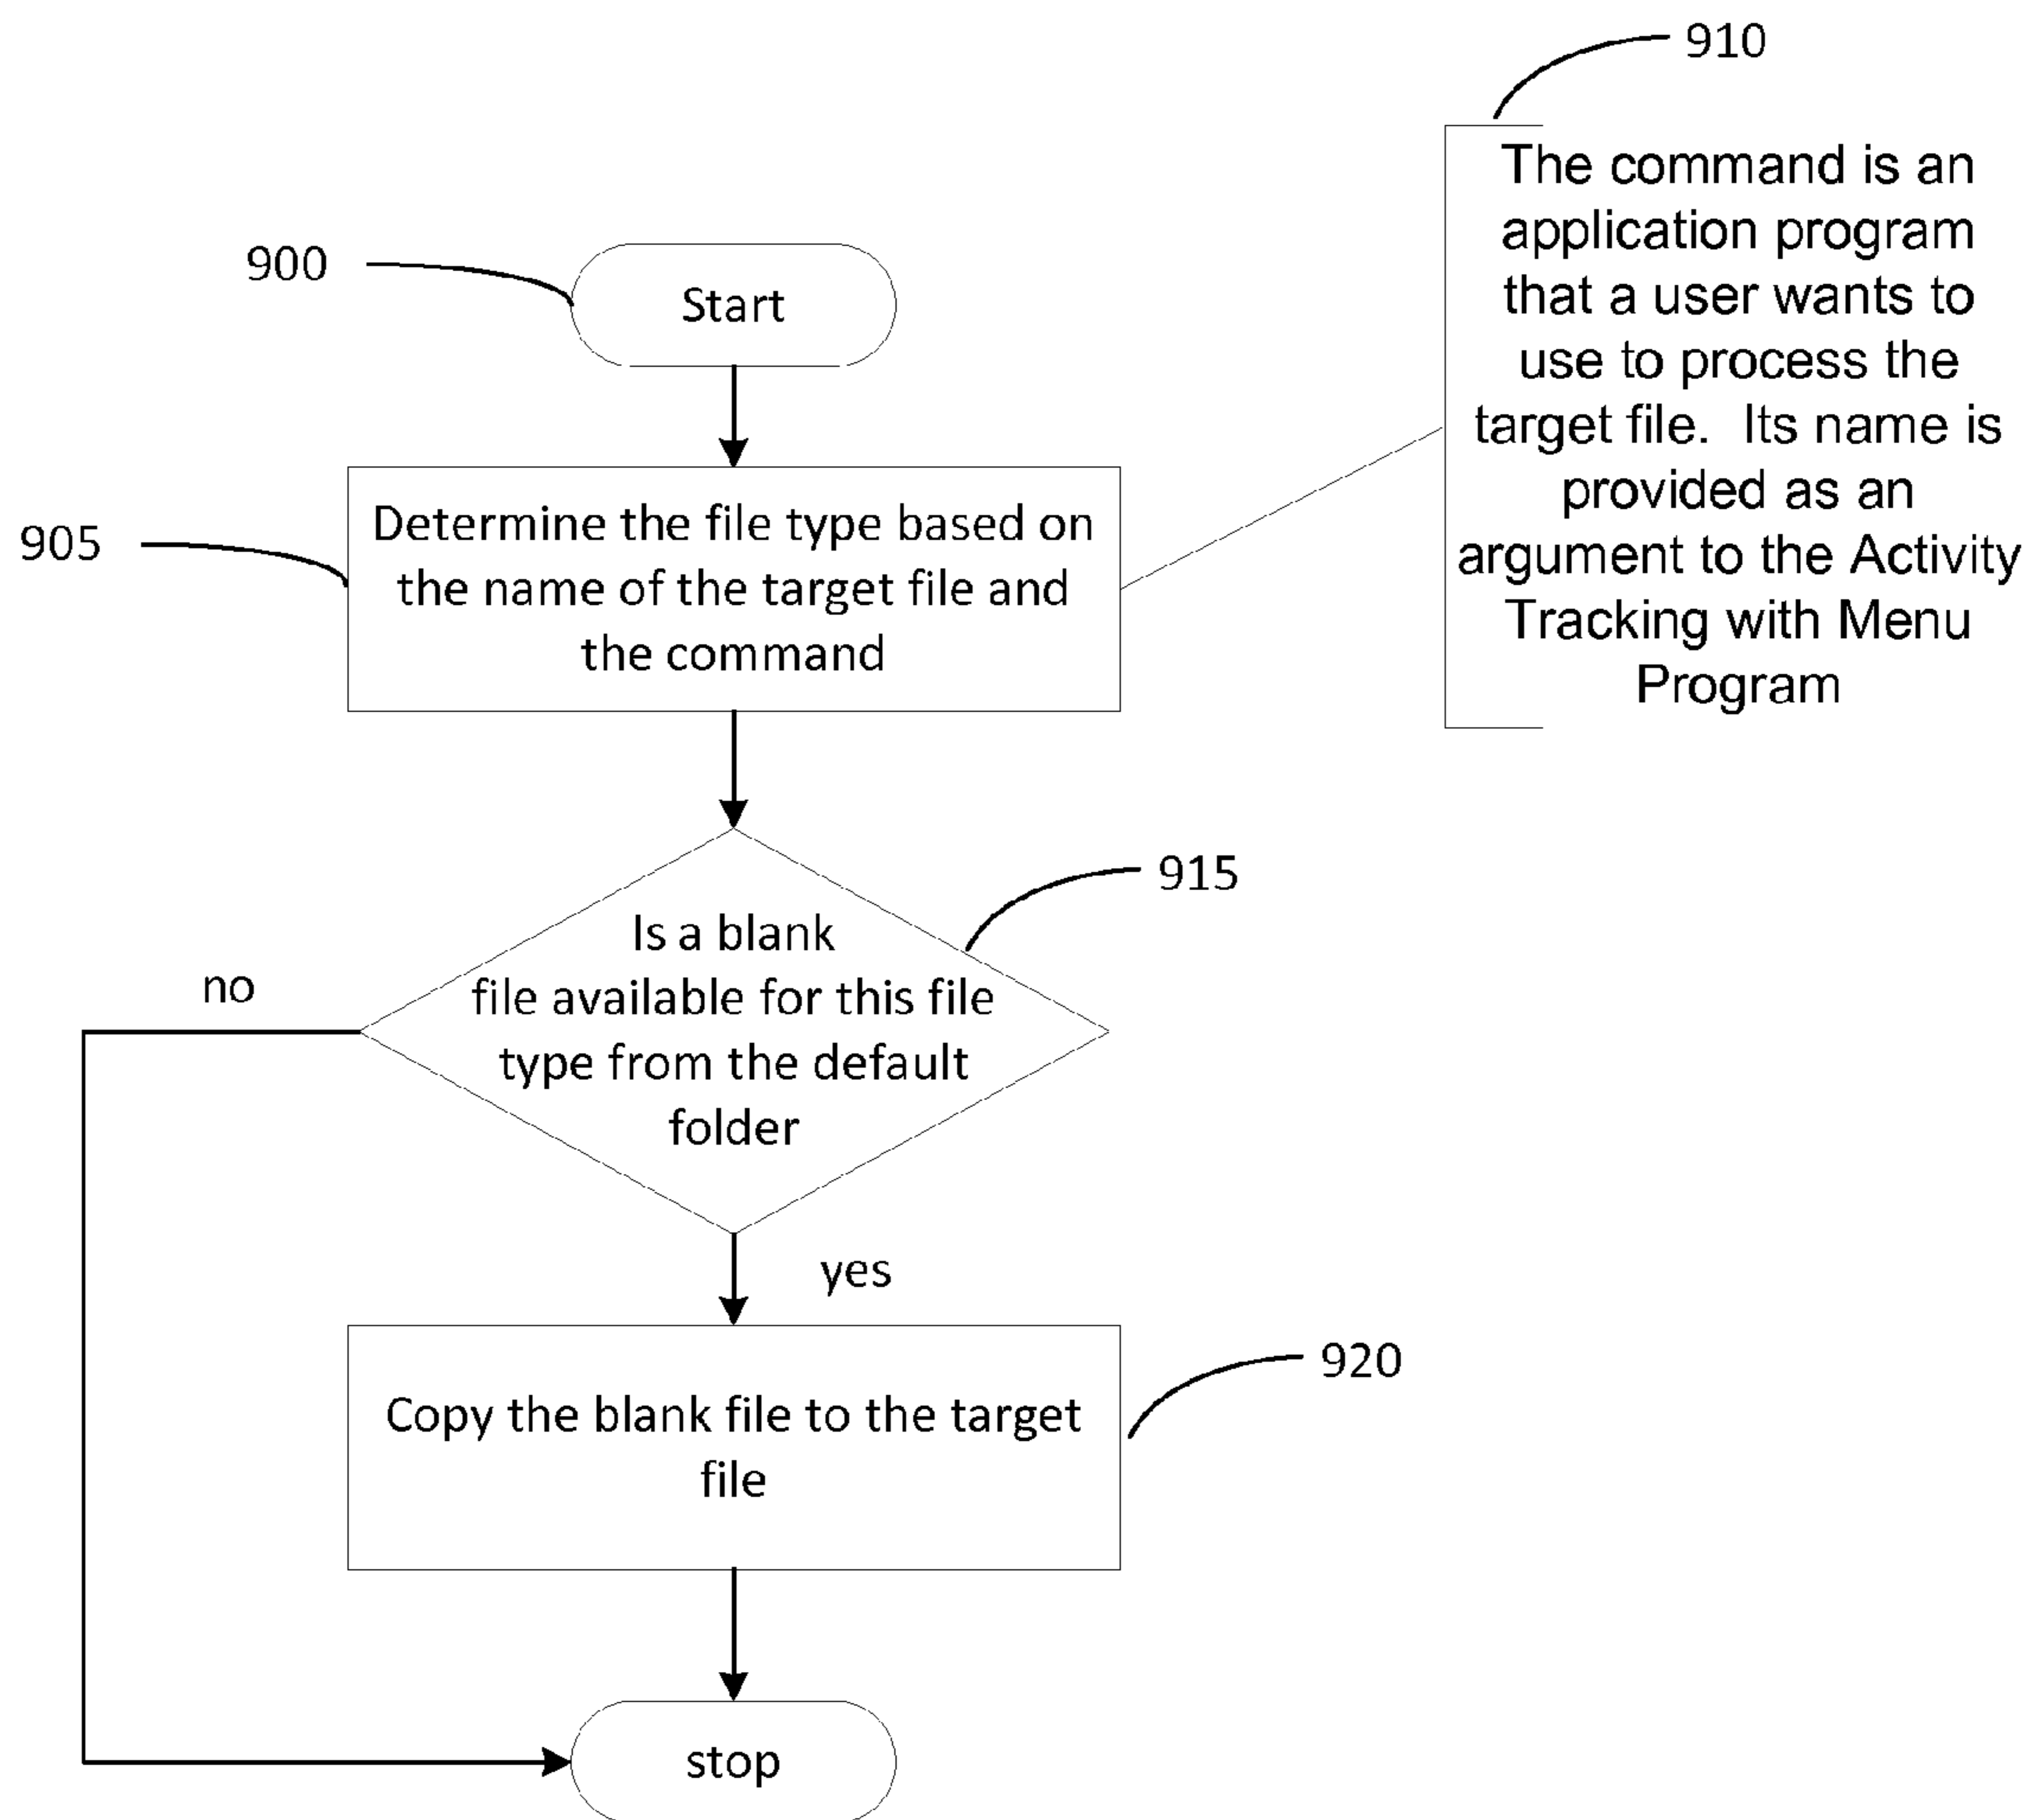 910
The command is an
application program
that a user wants to
use to process the
target file. Its name is
provided as an
argument to the Activity
Tracking with Menu
Program
900
Start
905
Determine the file type based on
the name of the target file and
the command
915
Is a blank
file available for this file
type from the default
folder
no
yes
920
Copy the blank file to the target
file
stop